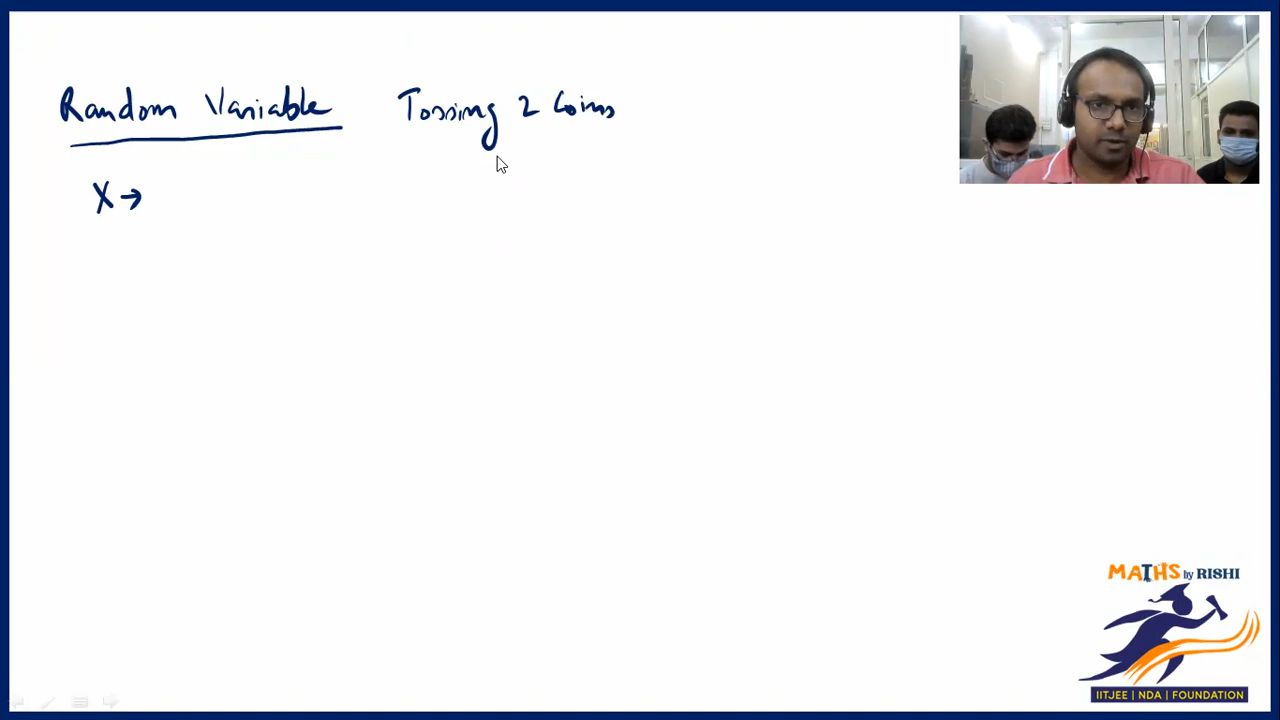 Random Variable Tossing 2 Coins
X →
MATHS by RISHI
IITJEE | NDA | FOUNDATION